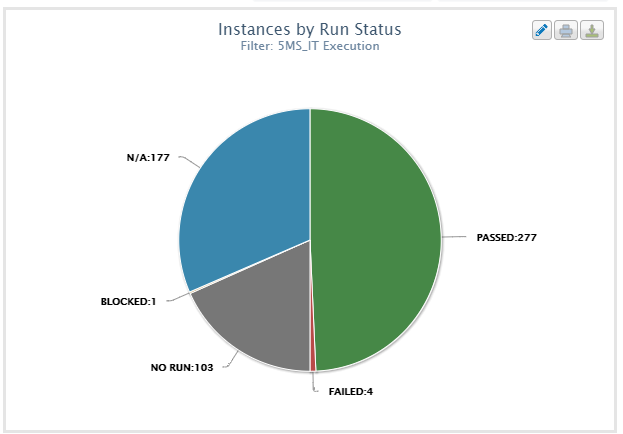 Instances by Run Status
Filter: 5MS_IT Execution
N/A:177
PASSED:277
BLOCKED:1
NO RUN:103
FAILED:4